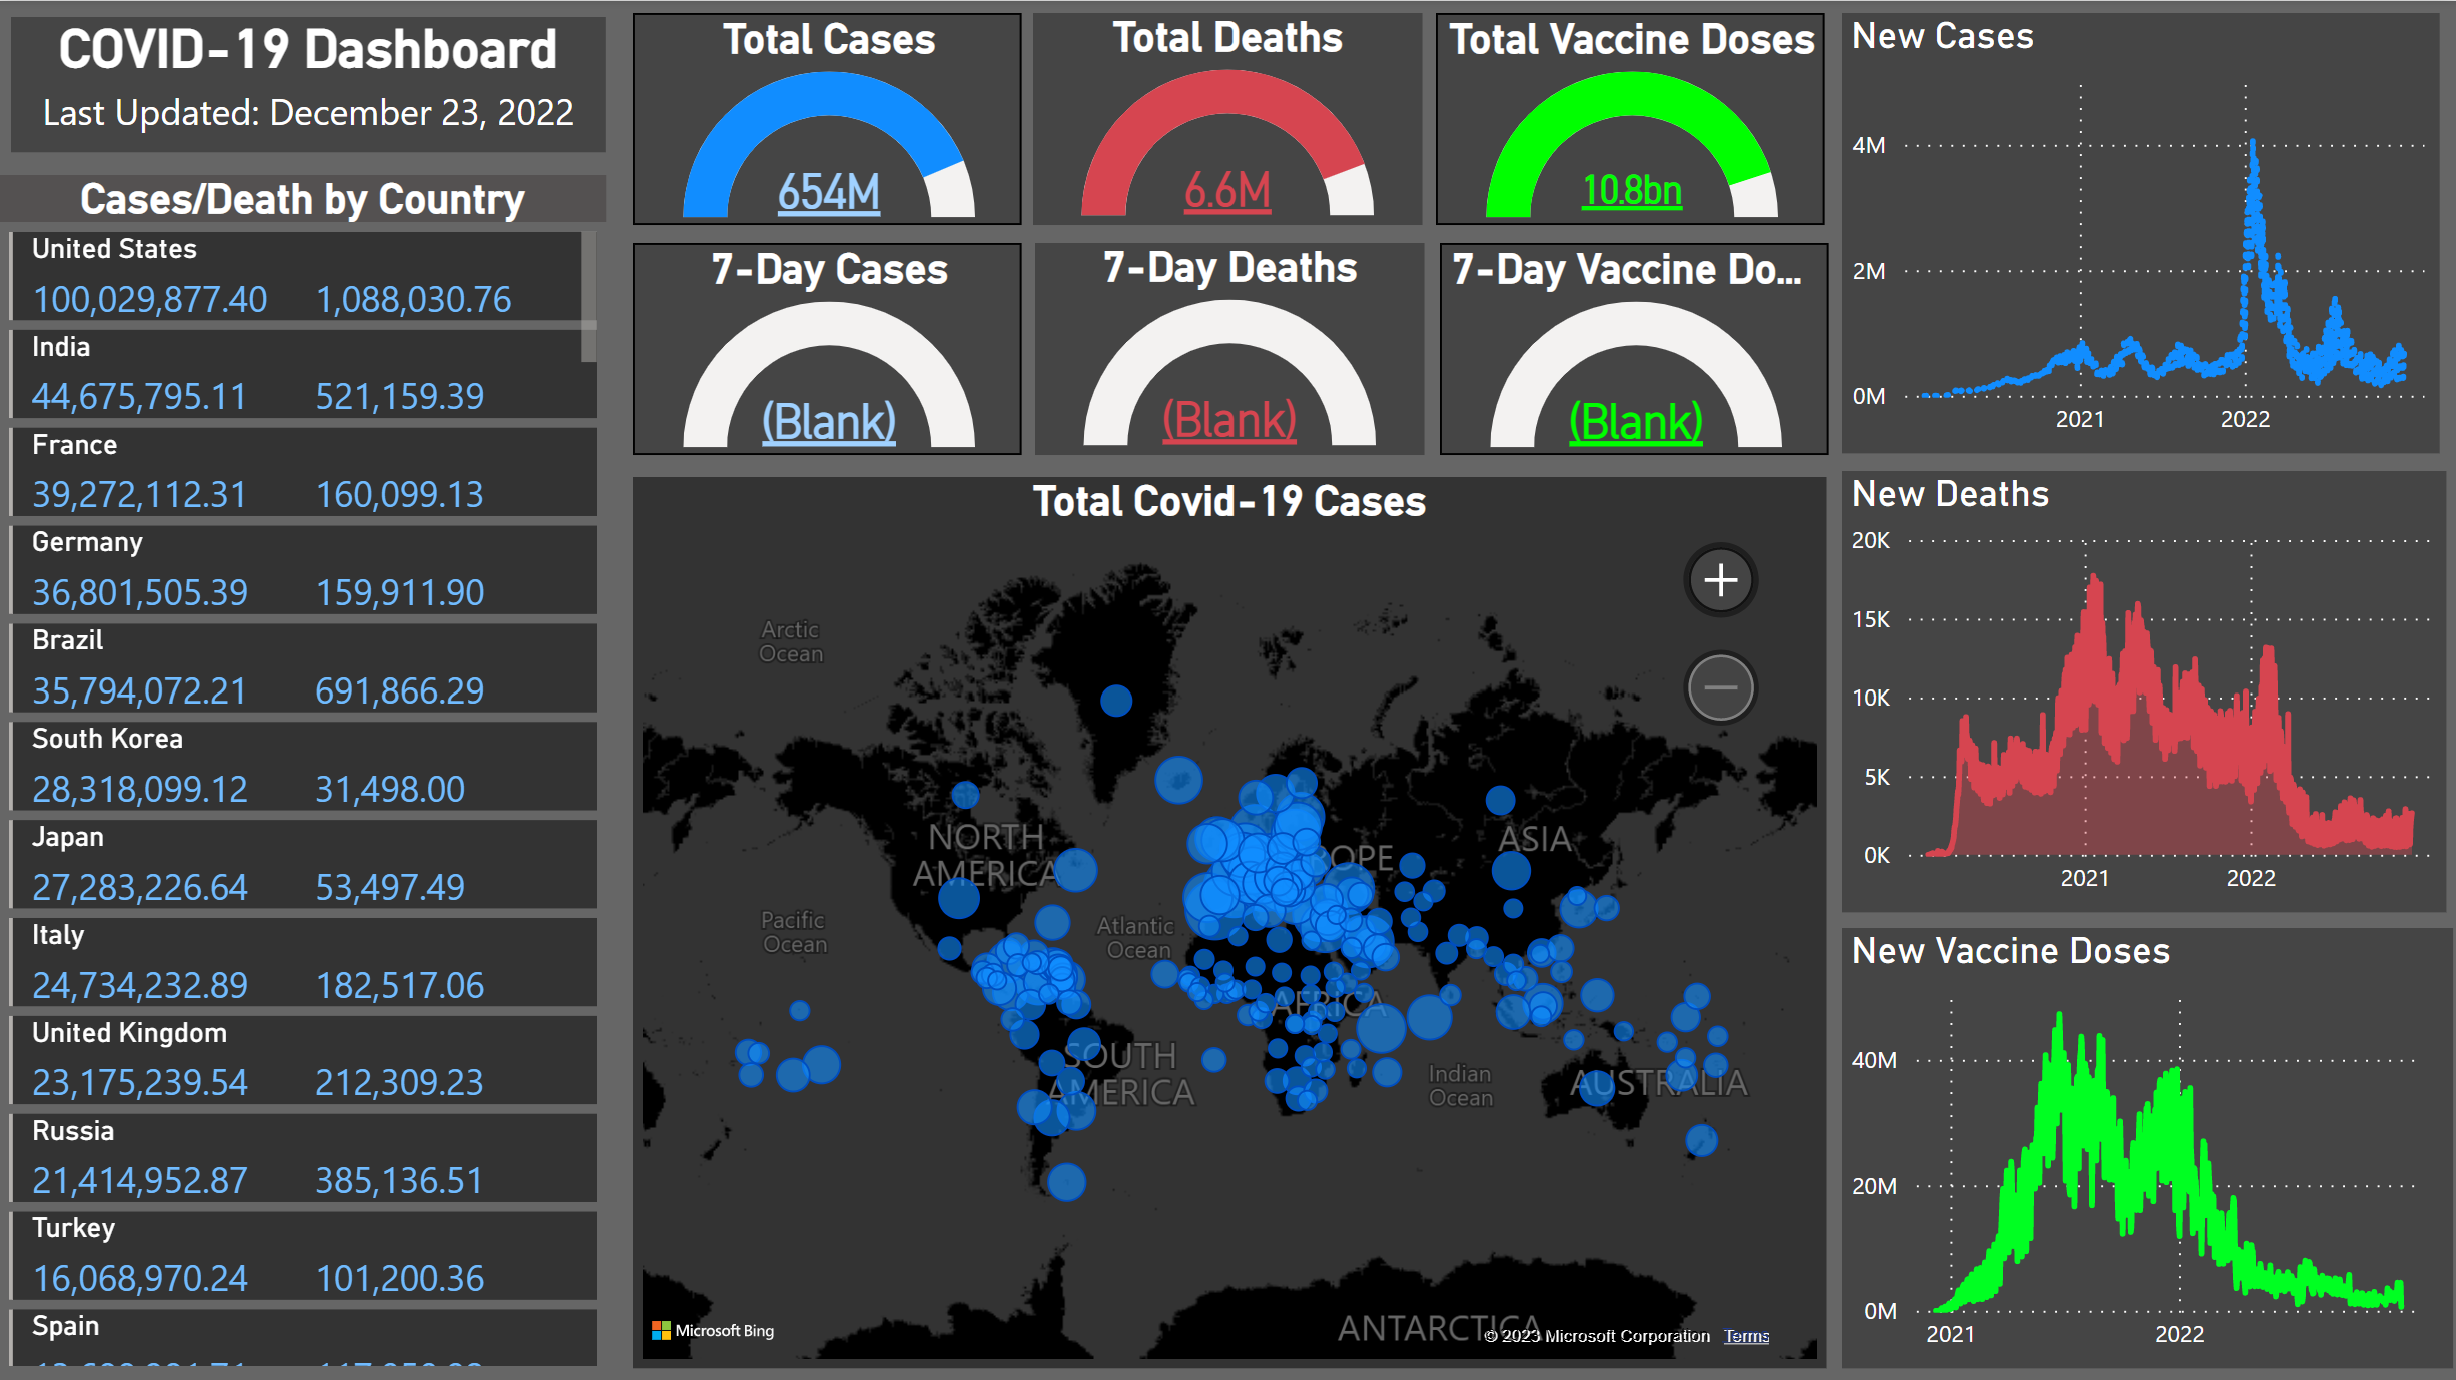 COVID-19 Dashboard
Last Updated: December 23, 2022
Cases/Death by Country
United States
100,029,877.40 1,088,030.76
India
44,675,795.11 521,159.39
France
39,272,112.31 160,099.13
Germany
36,801,505.39 159,911.90
Brazil
35,794,072.21 691,866.29
South Korea
28,318,099.12 31,498.00
Japan
27,283,226.64 53,497.49
Italy
24,734,232.89 182,517.06
United Kingdom
23,175,239.54 212,309.23
Russia
21,414,952.87 385,136.51
Turkey
16,068,970.24 101,200.36
Spain
Total Cases
654M
Total Deaths
6.6M
Total Vaccine Doses
10.8bn
7-Day Cases
(Blank)
7-Day Deaths
(Blank)
7-Day Vaccine Do...
(Blank)
Total Covid-19 Cases
Arctic
Ocean
NORTH
AMERICA
OPE
ASIA
Pacific
Ocean
Atlantic
Ocean
AFRICA
SOUTH
AMERICA
Indian
Ocean
AUSTRALIA
ANTARCTICA
Microsoft Bing
© 2023 Microsoft Corporation Terms
New Cases
4M
2M
0M
2021 2022
New Deaths
20K
15K
10K
5K
0K
2021 2022
New Vaccine Doses
40M
20M
0M
2021 2022